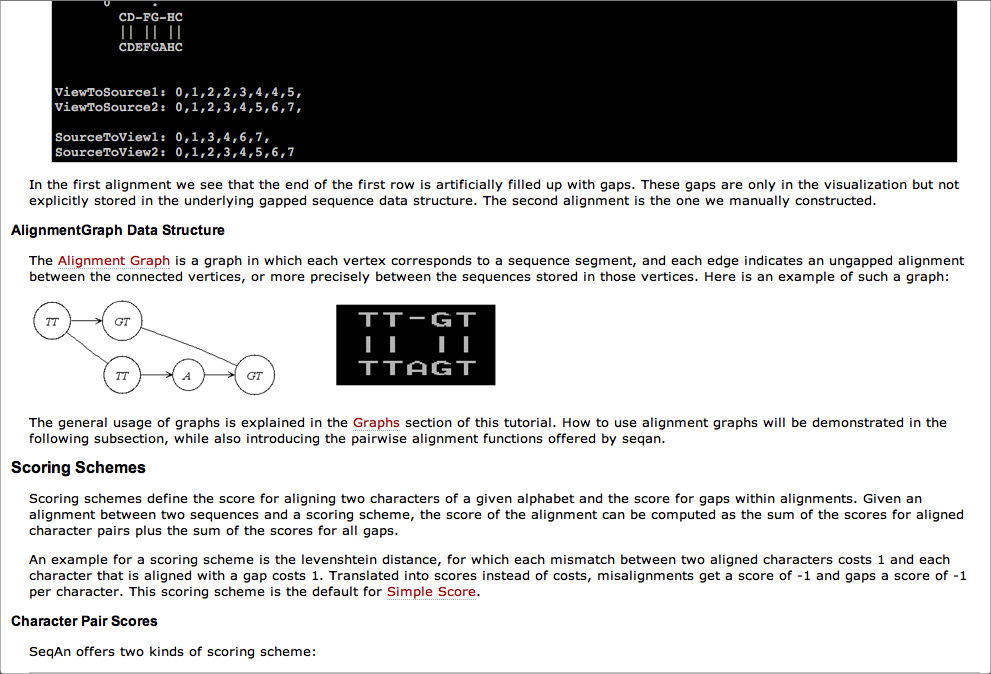 0      .
CD-FG-HC
|| || ||
CDEFGAHC
ViewToSource1: 0,1,2,2,3,4,4,5,
ViewToSource2: 0,1,2,3,4,5,6,7,
SourceToView1: 0,1,3,4,6,7,
SourceToView2: 0,1,2,3,4,5,6,7
In the first alignment we see that the end of the first row is artificially filled up with gaps. These gaps are only in the visualization but not
explicitly stored in the underlying gapped sequence data structure. The second alignment is the one we manually constructed.
AlignmentGraph Data Structure
The Alignment Graph is a graph in which each vertex corresponds to a sequence segment, and each edge indicates an ungapped alignment
between the connected vertices, or more precisely between the sequences stored in those vertices. Here is an example of such a graph:
TT GT
TT A GT
TT-GT
|| ||
TTAGT
The general usage of graphs is explained in the Graphs section of this tutorial. How to use alignment graphs will be demonstrated in the
following subsection, while also introducing the pairwise alignment functions offered by seqan.
Scoring Schemes
Scoring schemes define the score for aligning two characters of a given alphabet and the score for gaps within alignments. Given an
alignment between two sequences and a scoring scheme, the score of the alignment can be computed as the sum of the scores for aligned
character pairs plus the sum of the scores for all gaps.
An example for a scoring scheme is the levenshtein distance, for which each mismatch between two aligned characters costs 1 and each
character that is aligned with a gap costs 1. Translated into scores instead of costs, misalignments get a score of -1 and gaps a score of -1
per character. This scoring scheme is the default for Simple Score.
Character Pair Scores
SeqAn offers two kinds of scoring scheme: